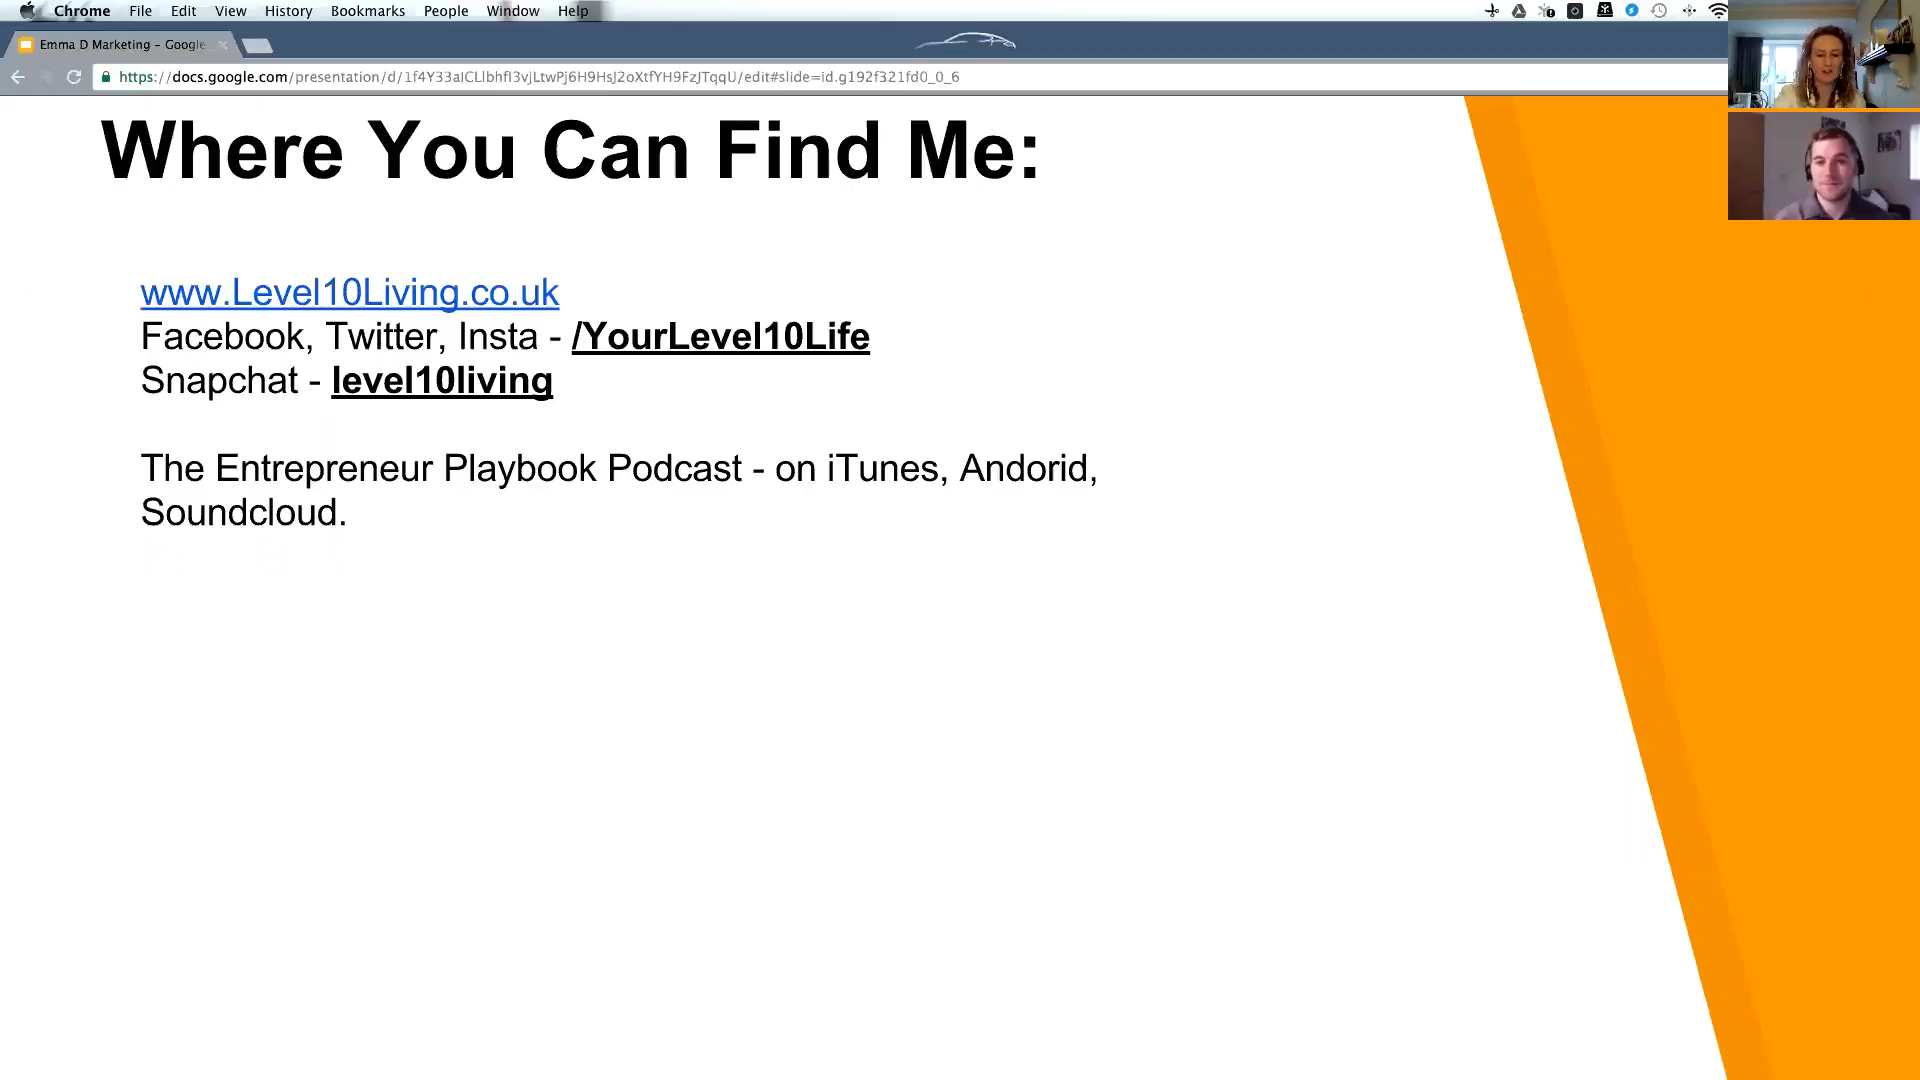 Chrome File Edit View History Bookmarks People Window Help
Emma D Marketing - Google
https://docs.google.com/presentation/d/1f4Y33aICLlbhfI3vjLtwPj6H9HsJ2oXtfYH9FzJTqqU/edit#slide=id.g192f321fd0_0_6
Where You Can Find Me:
www.Level10Living.co.uk
Facebook, Twitter, Insta - /YourLevel10Life
Snapchat - level10living
The Entrepreneur Playbook Podcast - on iTunes, Andorid,
Soundcloud.